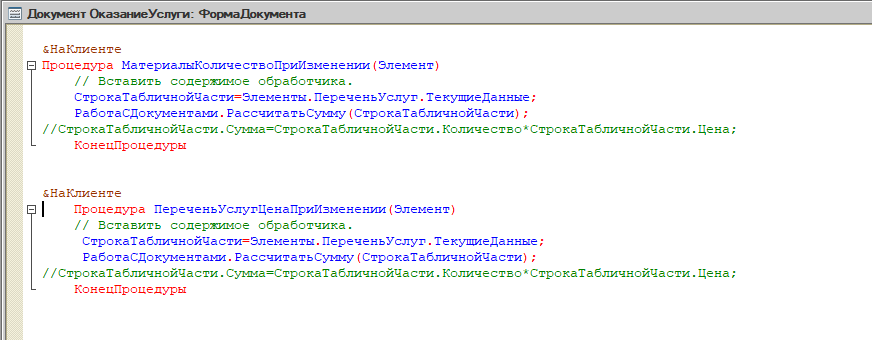 Документ ОказаниеУслуги: ФормаДокумента
&НаКлиенте
Процедура МатериалыКоличествоПриИзменении(Элемент)
// Вставить содержимое обработчика.
СтрокаТабличнойЧасти=Элементы.ПереченьУслуг.ТекущиеДанные;
РаботаСДокументами.РассчитатьСумму(СтрокаТабличнойЧасти);
//СтрокаТабличнойЧасти.Сумма=СтрокаТабличнойЧасти.Количество*СтрокаТабличнойЧасти.Цена;
КонецПроцедуры
&НаКлиенте
Процедура ПереченьУслугЦенаПриИзменении(Элемент)
// Вставить содержимое обработчика.
СтрокаТабличнойЧасти=Элементы.ПереченьУслуг.ТекущиеДанные;
РаботаСДокументами.РассчитатьСумму(СтрокаТабличнойЧасти);
//СтрокаТабличнойЧасти.Сумма=СтрокаТабличнойЧасти.Количество*СтрокаТабличнойЧасти.Цена;
КонецПроцедуры